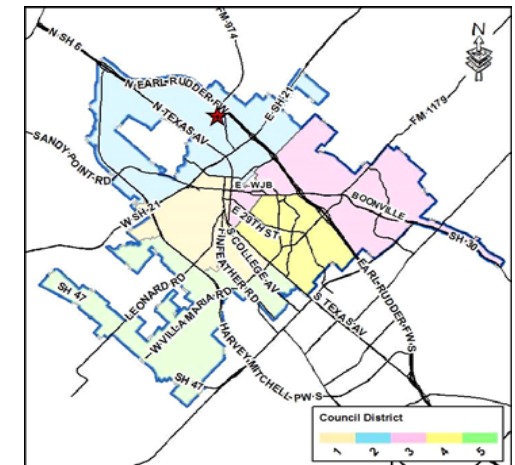 N
N-SH 6
FM-974
N-EARL-RUDDER-FW
E-SH-21
N-TEXAS-AV
FM-1179
SANDY-POINT-RD
E--WJB
BOONVILLE
W-SH-21
E 29TH ST
SH-30
S COLLEGE-AV
FINFEATHER-RD
EARL-RUDDER-FW-S
SH 47
LEONARD RD
S.TEXAS-AV
W-VILLA MARIA-RD
HARVEY-MITCHELL-PW-S
SH 47
Council District
1 2 3 4 5